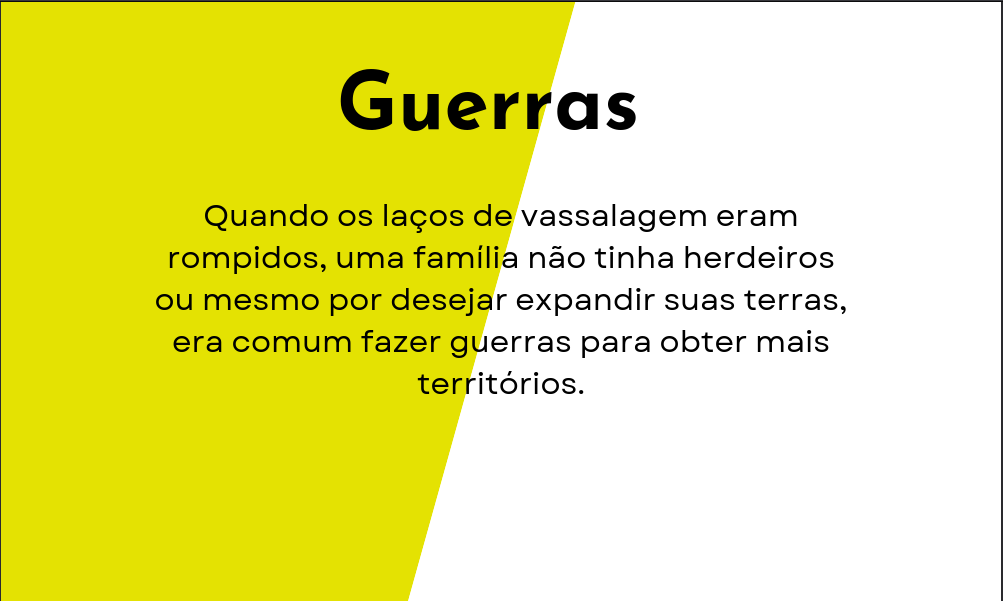 Guerras
Quando os laços de vassalagem eram
rompidos, uma família não tinha herdeiros
ou mesmo por desejar expandir suas terras,
era comum fazer guerras para obter mais
territórios.